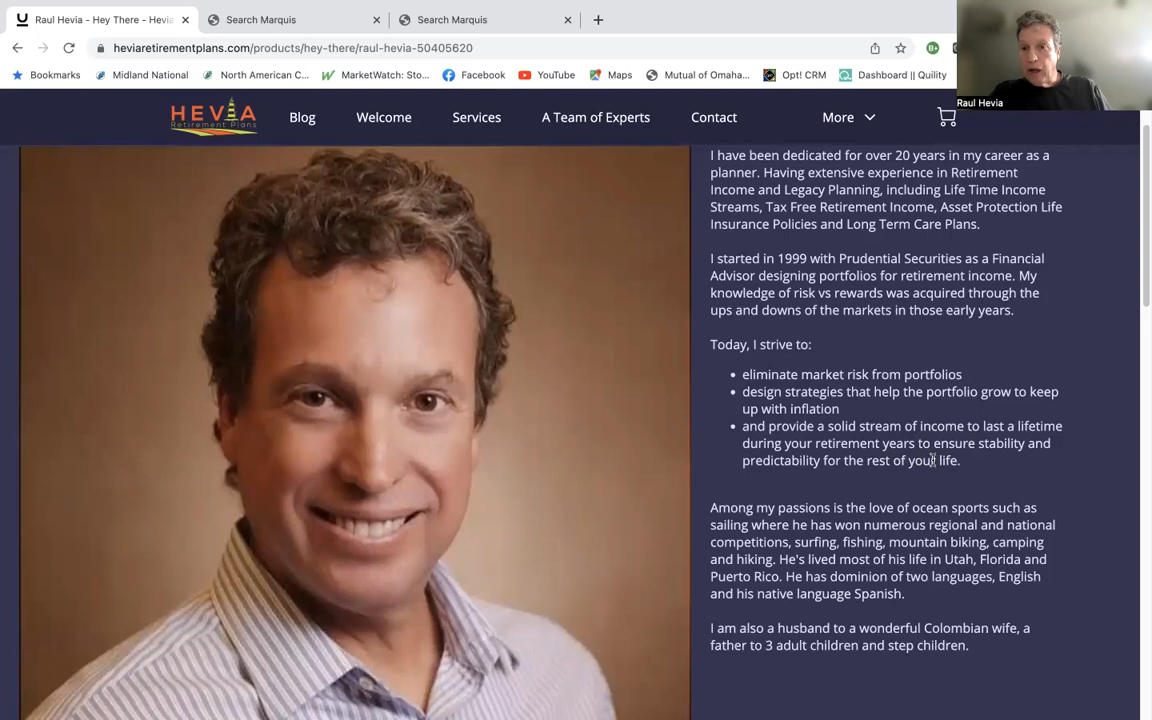 Raul Hevia - Hey There - Hevia
Search Marquis
Search Marquis
heviaretirementplans.com/products/hey-there/raul-hevia-50405620
Bookmarks
Midland National
North American C...
MarketWatch: Sto...
Facebook
YouTube
Maps
Mutual of Omaha...
Opt! CRM
Dashboard || Quility
B+
Raul Hevia
HEVIA
Retirement Plans
Blog
Welcome
Services
A Team of Experts
Contact
More
I have been dedicated for over 20 years in my career as a
planner. Having extensive experience in Retirement
Income and Legacy Planning, including Life Time Income
Streams, Tax Free Retirement Income, Asset Protection Life
Insurance Policies and Long Term Care Plans.
I started in 1999 with Prudential Securities as a Financial
Advisor designing portfolios for retirement income. My
knowledge of risk vs rewards was acquired through the
ups and downs of the markets in those early years.
Today, I strive to:
• eliminate market risk from portfolios
• design strategies that help the portfolio grow to keep
up with inflation
• and provide a solid stream of income to last a lifetime
during your retirement years to ensure stability and
predictability for the rest of your life.
Among my passions is the love of ocean sports such as
sailing where he has won numerous regional and national
competitions, surfing, fishing, mountain biking, camping
and hiking. He's lived most of his life in Utah, Florida and
Puerto Rico. He has dominion of two languages, English
and his native language Spanish.
I am also a husband to a wonderful Colombian wife, a
father to 3 adult children and step children.